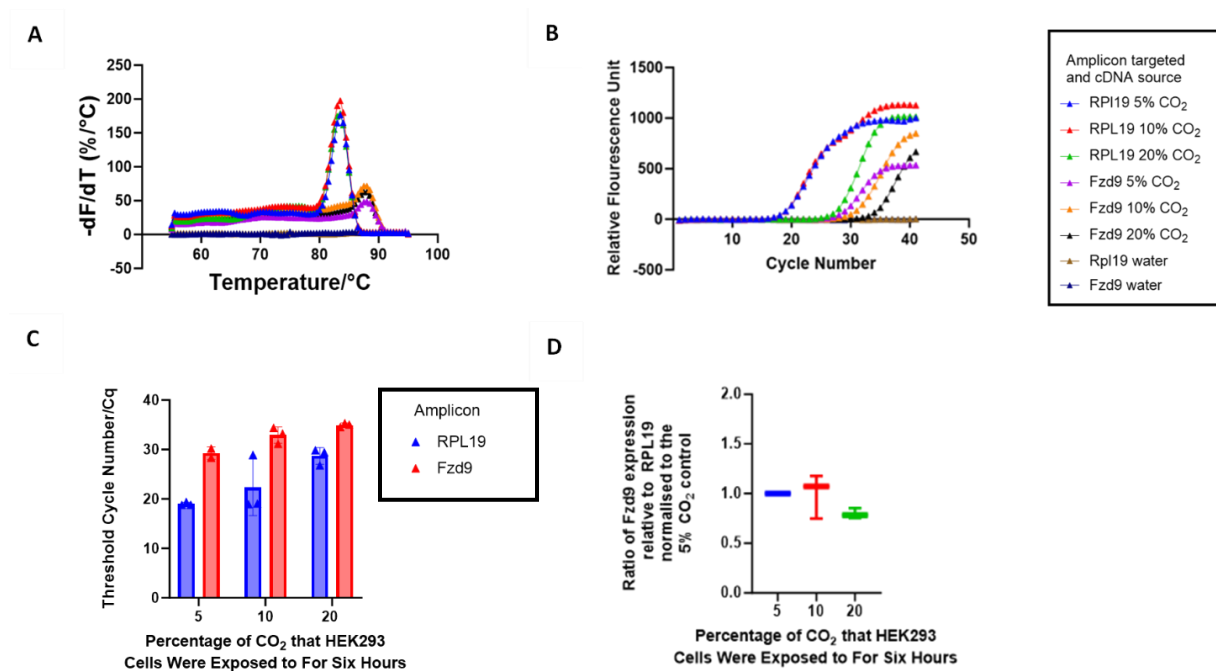 A
-dF/dT (%/°C)
250
200
150
100
50
0
-50
60
70
80
90
100
Temperature/°C
B
Relative Flourescence Unit
1500
1000
500
0
-500
10
20
30
40
50
Cycle Number
Amplicon targeted
and cDNA source
RPl19 5% CO₂
RPL19 10% CO₂
RPL19 20% CO₂
Fzd9 5% CO₂
Fzd9 10% CO₂
Fzd9 20% CO₂
Rpl19 water
Fzd9 water
C
Threshold Cycle Number/Cq
40
30
20
10
0
5
10
20
Percentage of CO₂ that HEK293
Cells Were Exposed to For Six Hours
Amplicon
RPL19
Fzd9
D
Ratio of Fzd9 expression
relative to RPL19
normalised to the
5% CO₂ control
2.0
1.5
1.0
0.5
0.0
5
10
20
Percentage of CO₂ that HEK293
Cells Were Exposed to For Six Hours